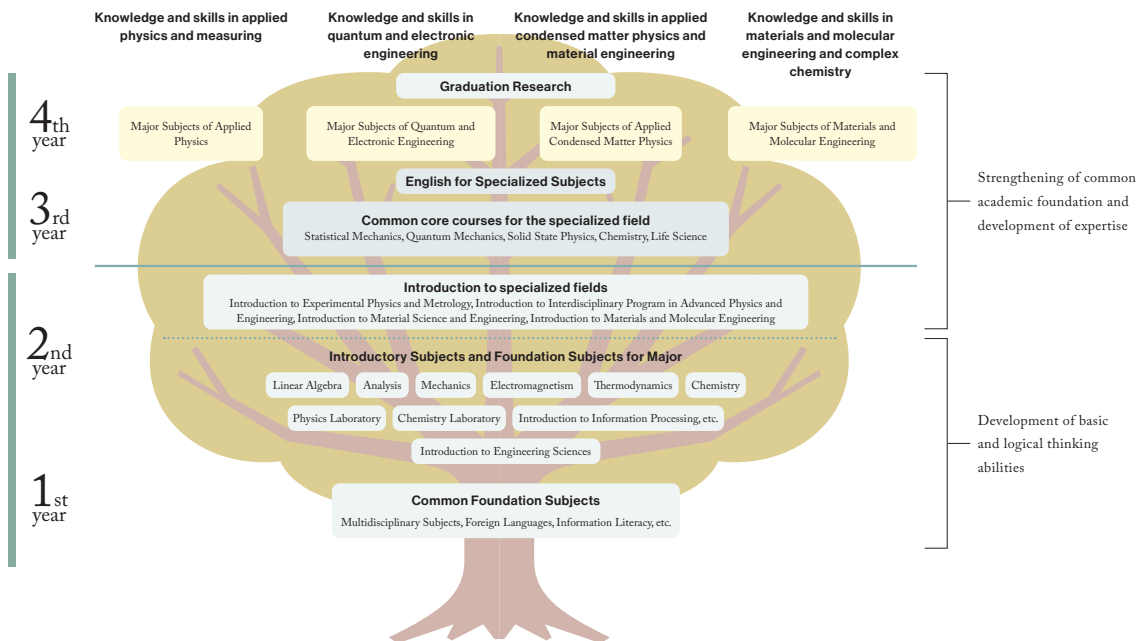 Knowledge and skills in applied
physics and measuring
Knowledge and skills in
quantum and electronic
engineering
Knowledge and skills in applied
condensed matter physics and
material engineering
Knowledge and skills in
materials and molecular
engineering and complex
chemistry
Graduation Research
4th
year
Major Subjects of Applied
Physics
Major Subjects of Quantum and
Electronic Engineering
Major Subjects of Applied
Condensed Matter Physics
Major Subjects of Materials and
Molecular Engineering
English for Specialized Subjects
3rd
year
Common core courses for the specialized field
Statistical Mechanics, Quantum Mechanics, Solid State Physics, Chemistry, Life Science
Strengthening of common
academic foundation and
development of expertise
Introduction to specialized fields
Introduction to Experimental Physics and Metrology, Introduction to Interdisciplinary Program in Advanced Physics and
Engineering, Introduction to Material Science and Engineering, Introduction to Materials and Molecular Engineering
2nd
year
Introductory Subjects and Foundation Subjects for Major
Linear Algebra
Analysis
Mechanics
Electromagnetism
Thermodynamics
Chemistry
Physics Laboratory
Chemistry Laboratory
Introduction to Information Processing, etc.
Introduction to Engineering Sciences
Development of basic
and logical thinking
abilities
1st
year
Common Foundation Subjects
Multidisciplinary Subjects, Foreign Languages, Information Literacy, etc.